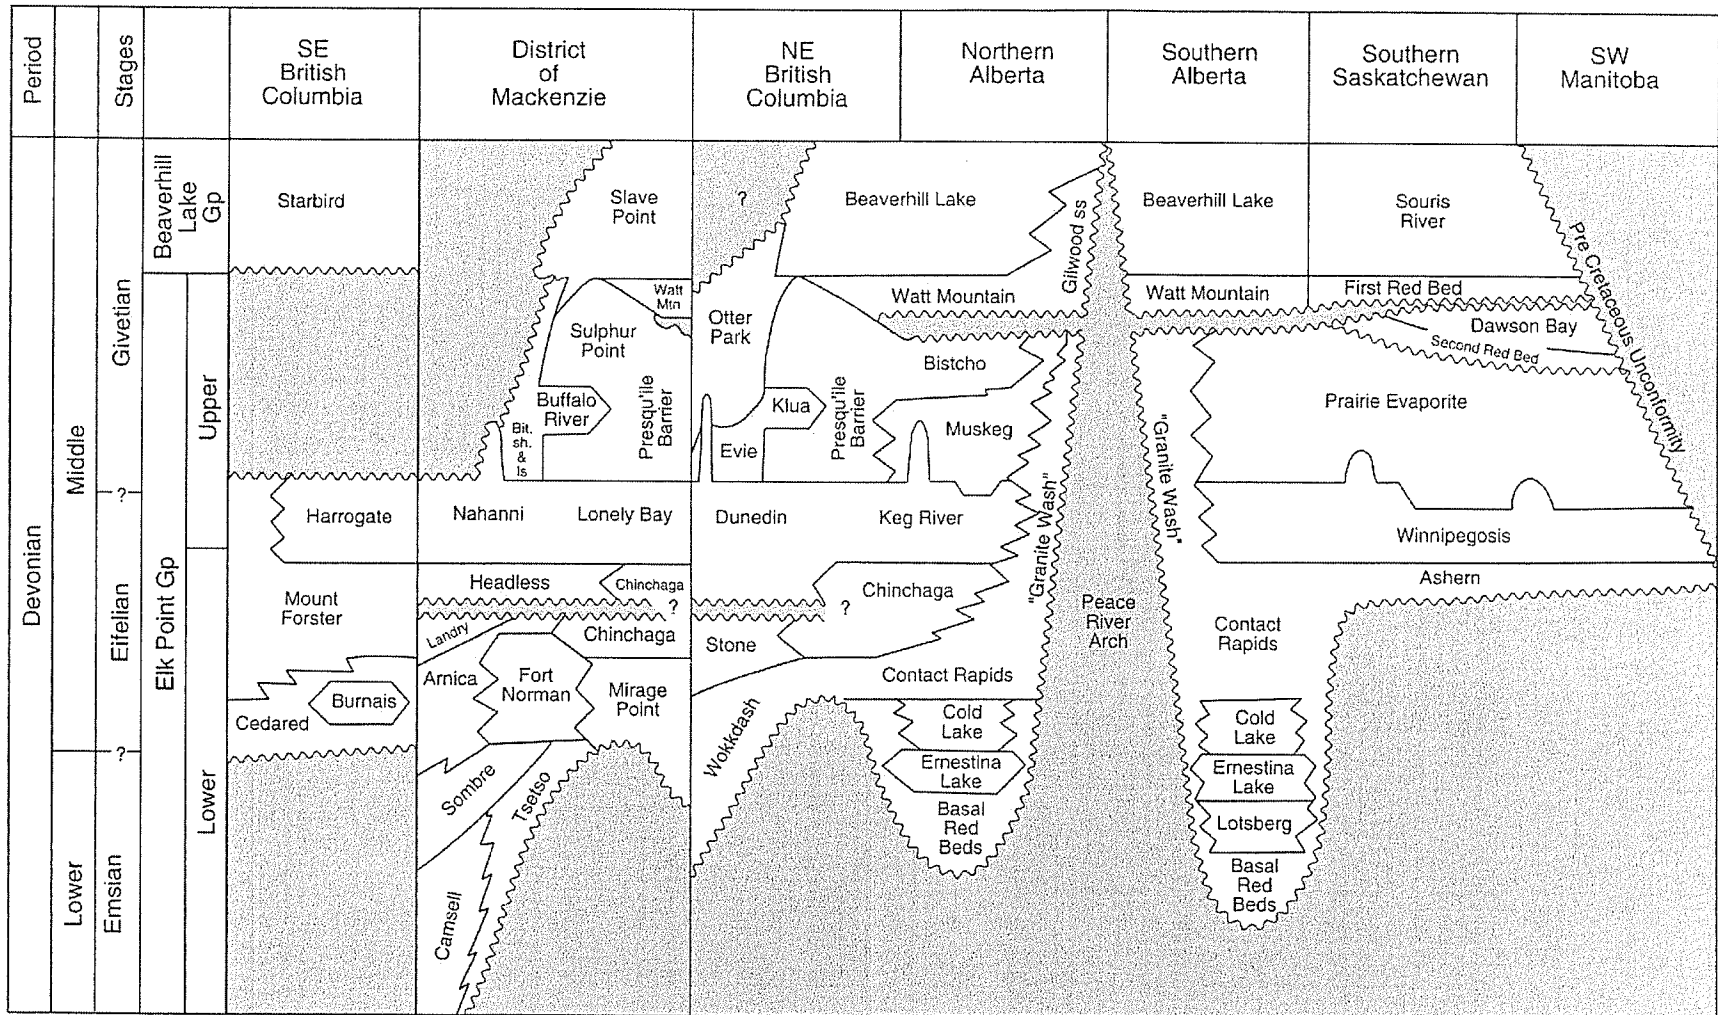 Period
Stages
SE
British
Columbia
District
of
Mackenzie
NE
British
Columbia
Northern
Alberta
Southern
Alberta
Southern
Saskatchewan
SW
Manitoba
Devonian
Middle
Lower
Givetian
?
Eifelian
?
Emsian
Beaverhill
Lake
Gp
Elk Point Gp
Upper
Lower
Starbird
Harrogate
Mount
Forster
Burnais
Cedared
Slave
Point
Watt
Mtn
Sulphur
Point
Buffalo
River
Bit.
sh.
&
ls
Presqu'ile
Barrier
Nahanni
Lonely Bay
Headless
Chinchaga
?
Landry
Chinchaga
Arnica
Fort
Norman
Mirage
Point
Sombre
Tsetso
Camsell
?
Otter
Park
Klua
Evie
Presqu'ile
Barrier
Dunedin
Keg River
?
Stone
Wokkdash
Beaverhill Lake
Gilwood ss
Watt Mountain
Bistcho
Muskeg
"Granite Wash"
Chinchaga
Contact Rapids
Cold
Lake
Ernestina
Lake
Basal
Red
Beds
Peace
River
Arch
Beaverhill Lake
Watt Mountain
"Granite Wash"
Contact
Rapids
Cold
Lake
Ernestina
Lake
Lotsberg
Basal
Red
Beds
Souris
River
First Red Bed
Dawson Bay
Second Red Bed
Prairie Evaporite
Winnipegosis
Ashern
Pre Cretaceous Unconformity